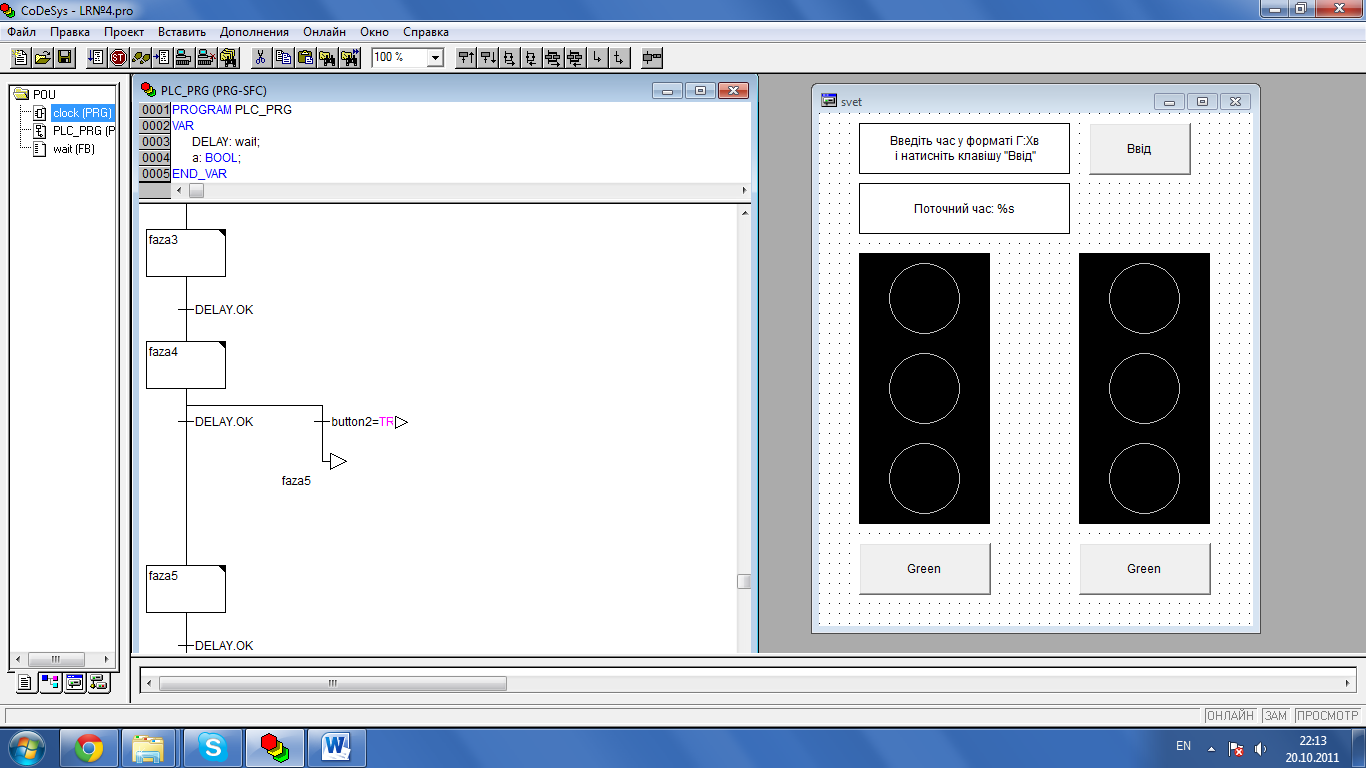 CoDeSys - LR№4.pro
Файл Правка Проект Вставить Дополнения Онлайн Окно Справка
100 %
POU
clock (PRG)
PLC_PRG (P
wait (FB)
PLC_PRG (PRG-SFC)
0001 PROGRAM PLC_PRG
0002 VAR
0003 DELAY: wait;
0004 a: BOOL;
0005 END_VAR
faza3
DELAY.OK
faza4
DELAY.OK button2=TR
faza5
faza5
DELAY.OK
svet
Введіть час у форматі Г:Хв
і натисніть клавішу "Ввід"
Ввід
Поточний час: %s
Green Green
ОНЛАЙН ЗАМ ПРОСМОТР
EN
22:13
20.10.2011